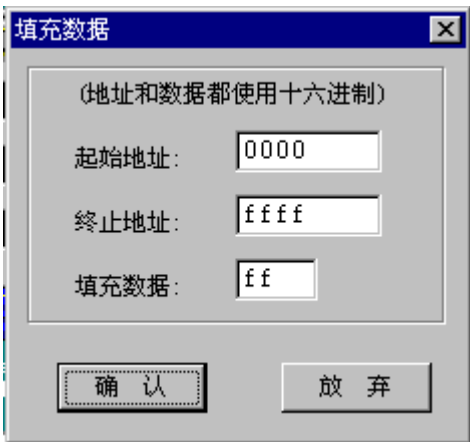 填充数据
(地址和数据都使用十六进制)
起始地址: 0000
终止地址: ffff
填充数据: ff
确 认 放 弃